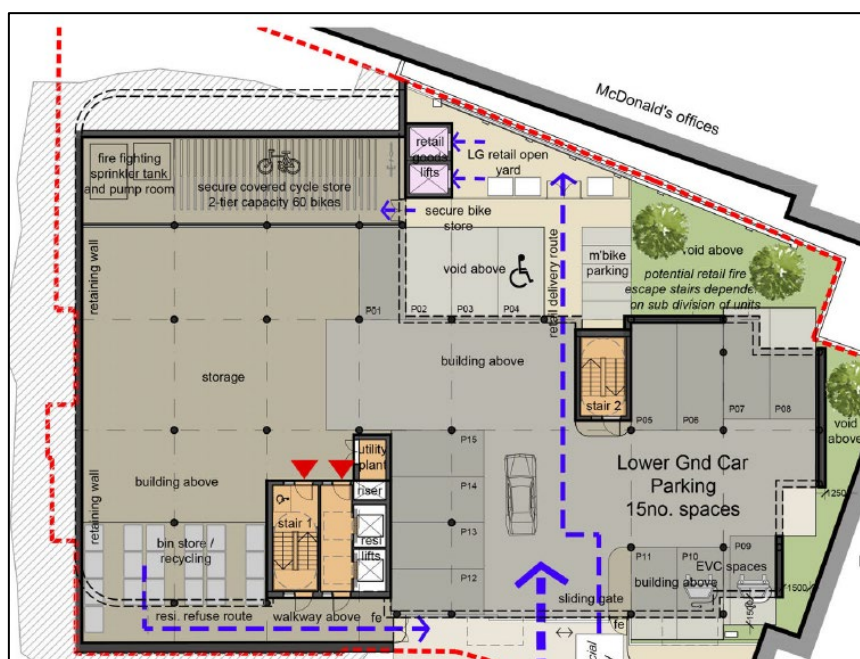 McDonald's offices
fire fighting
sprinkler tank
and pump room
secure covered cycle store
2-tier capacity 60 bikes
retail
goods
lifts
LG retail open
yard
secure bike
store
retaining wall
void above
m'bike
parking
void above
potential retail fire
escape stairs depende
on sub division of units
retail delivery route
P01
P02
P03
P04
building above
storage
stair 2
P05
P06
P07
P08
void
above
P15
utility
plant
riser
Lower Gnd Car
Parking
15no. spaces
building above
P14
1250
retaining wall
stair 1
resi
lifts
bin store /
recycling
P13
P11
P10
P09
EVC spaces
building above
P12
1500
1500
sliding gate
resi. refuse route
walkway above
fe
fe
cial